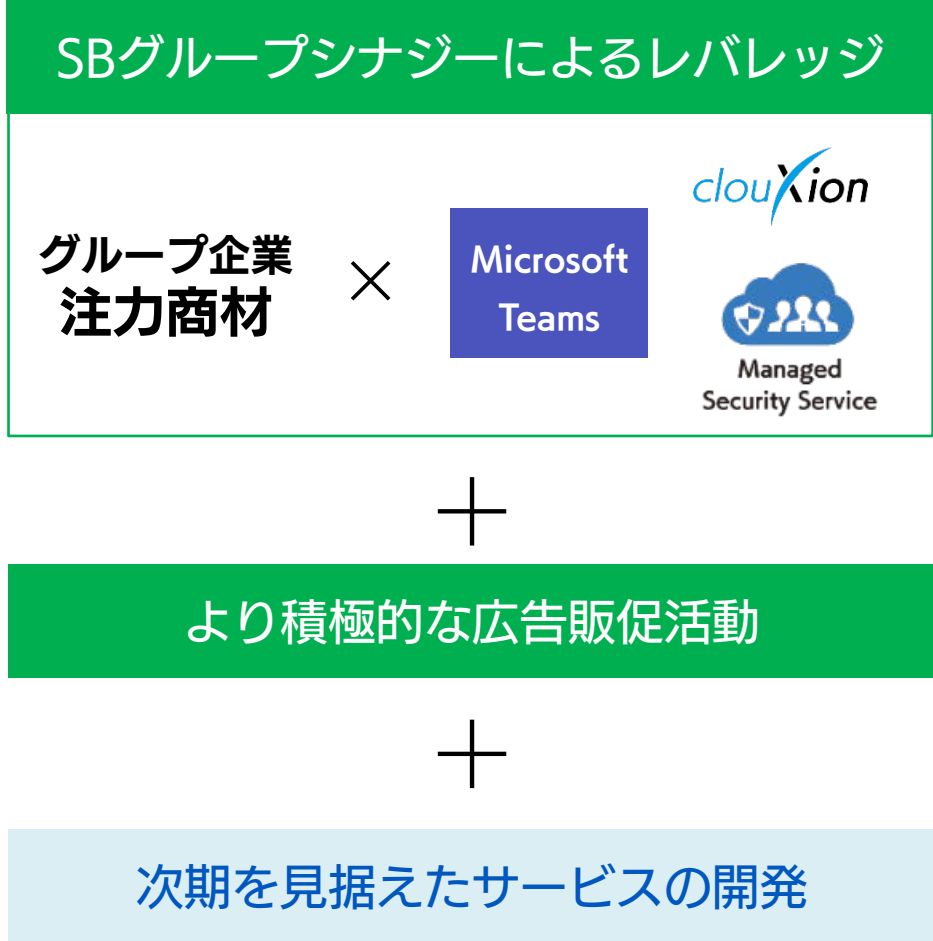 SBグループシナジーによるレバレッジ
clouXion
グループ企業
注力商材
×
Microsoft
Teams
Managed
Security Service
+
より積極的な広告販促活動
+
次期を見据えたサービスの開発